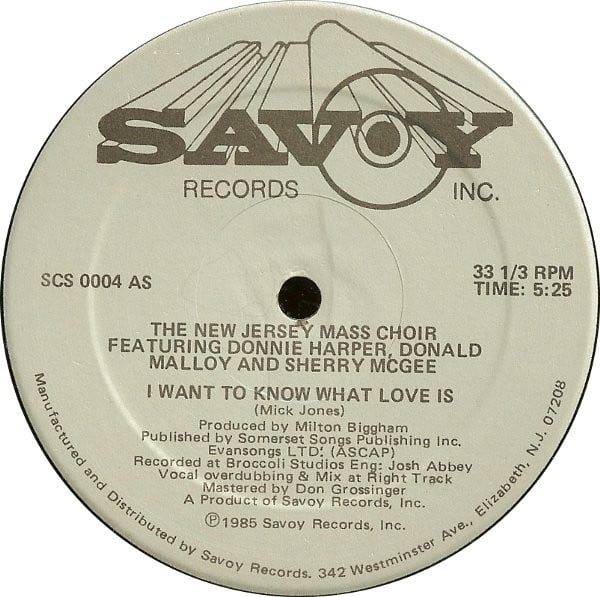 SAVOY
RECORDS INC.
SCS 0004 AS
33 1/3 RPM
TIME: 5:25
THE NEW JERSEY MASS CHOIR
FEATURING DONNIE HARPER, DONALD
MALLOY AND SHERRY MCGEE
I WANT TO KNOW WHAT LOVE IS
(Mick Jones)
Produced by Milton Biggham
Published by Somerset Songs Publishing Inc.
Evansongs LTD. (ASCAP)
Recorded at Broccoli Studios Eng: Josh Abbey
Vocal overdubbing & Mix at Right Track
Mastered by Don Grossinger
A Product of Savoy Records, Inc.
Ⓟ1985 Savoy Records, Inc.
Manufactured and Distributed by Savoy Records. 342 Westminster Ave., Elizabeth, N.J. 07208